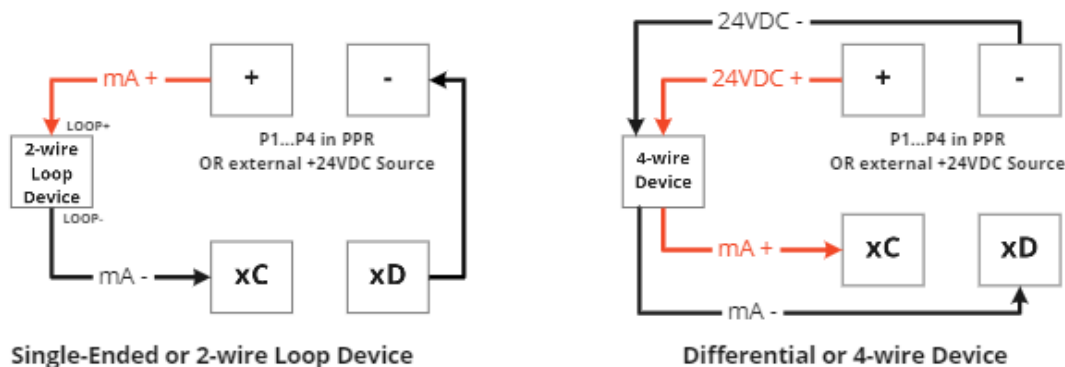 mA +
+
-
LOOP+
2-wire
Loop
Device
P1...P4 in PPR
OR external +24VDC Source
LOOP-
mA -
xC
xD
Single-Ended or 2-wire Loop Device
24VDC -
24VDC +
+
-
4-wire
Device
P1...P4 in PPR
OR external +24VDC Source
mA +
xC
xD
mA -
Differential or 4-wire Device